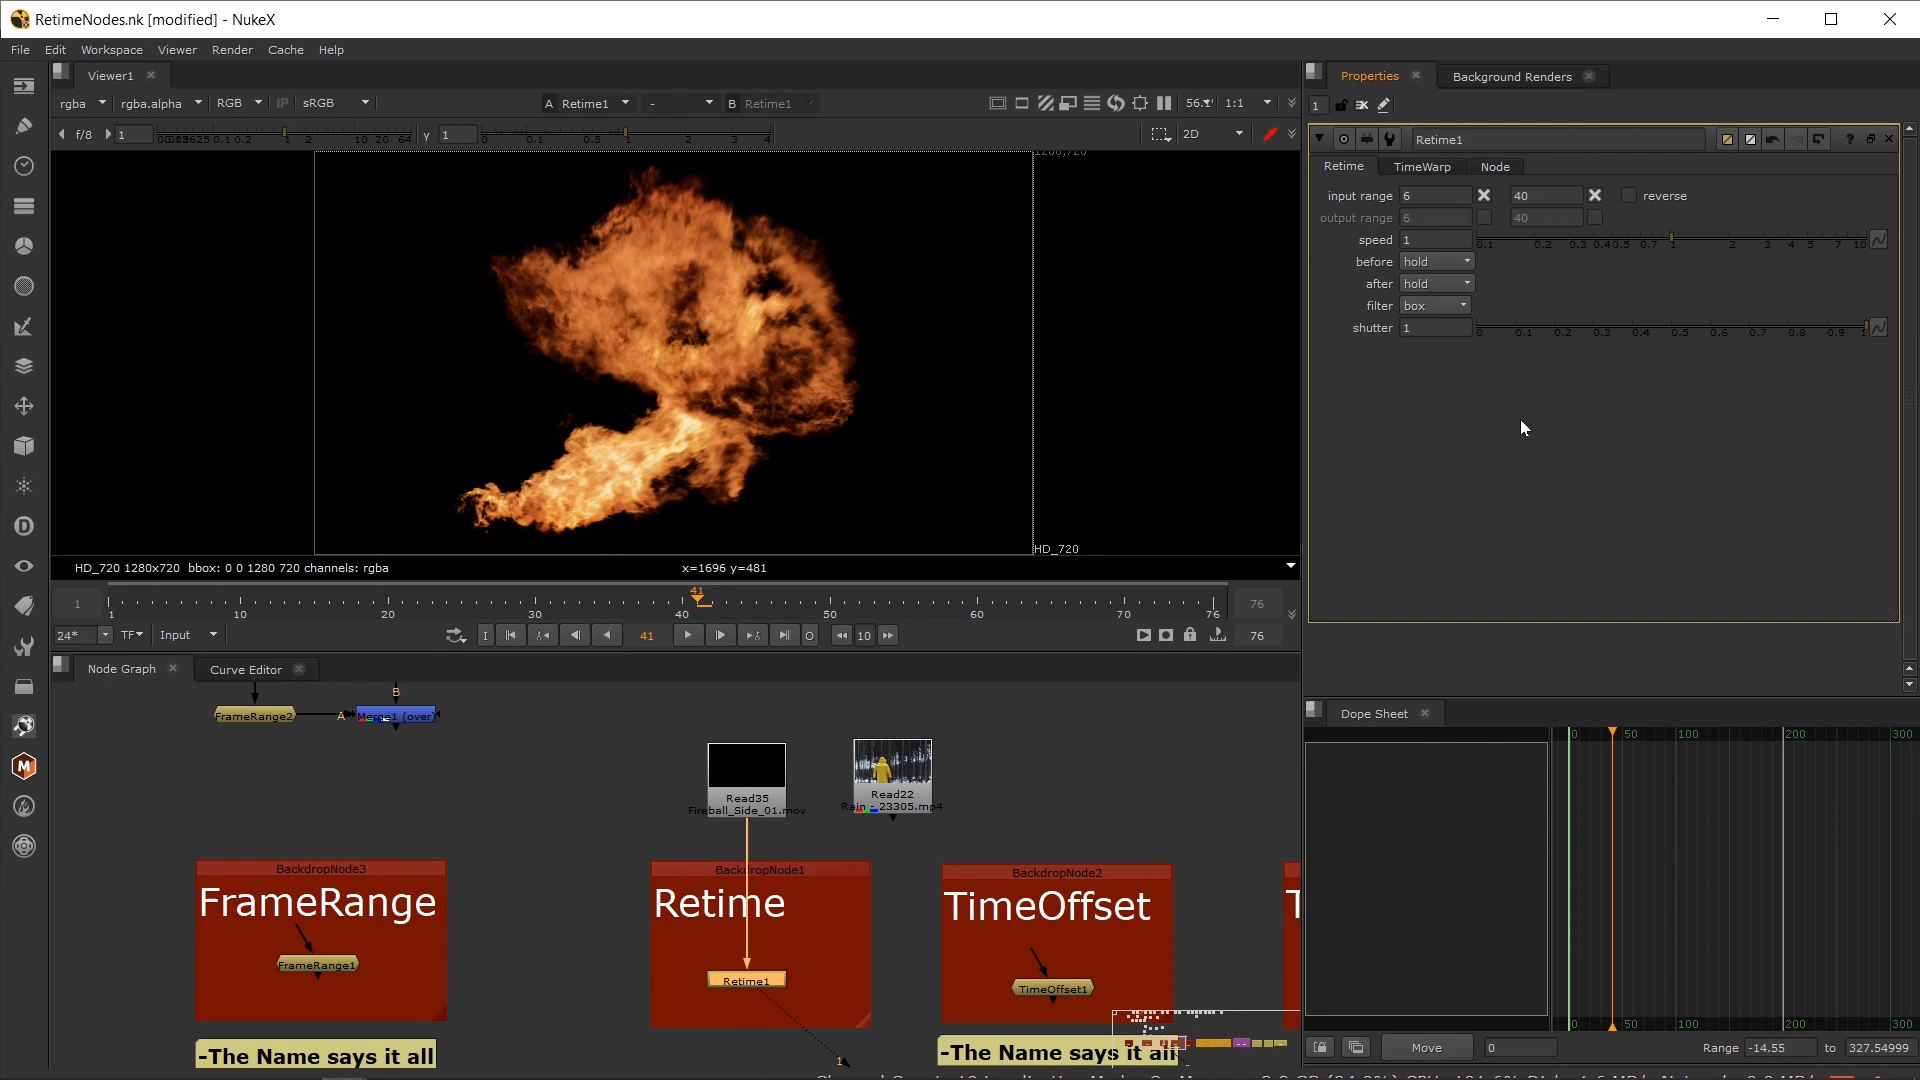 RetimeNodes.nk [modified] - NukeX
File Edit Workspace Viewer Render Cache Help
Viewer1
Properties
Background Renders
rgba rgba.alpha RGB IP sRGB A Retime1 - B Retime1 1:1
1
f/8 1 1 2 10 20 64 γ 1 0 0.1 0.5 1 2 3 4 2D
Retime1
Retime TimeWarp Node
input range 6 40 reverse
output range 6 40
speed 1 0.1 0.2 0.3 0.4 0.5 0.7 1 2 3 4 5 7 10
before hold
after hold
filter box
shutter 1 0 0.1 0.2 0.3 0.4 0.5 0.6 0.7 0.8 0.9 1
HD_720
HD_720 1280x720 bbox: 0 0 1280 720 channels: rgba x=1696 y=481
41
1 1 10 20 30 40 50 60 70 76 76
24* TF Input I 41 O 10 76
Node Graph Curve Editor
B
FrameRange2 A Merge1 (over)
Read35
Fireball_Side_01.mov
Read22
Rain - 23305.mp4
BackdropNode3
FrameRange
FrameRange1
-The Name says it all
BackdropNode1
Retime
Retime1
1
BackdropNode2
TimeOffset
TimeOffset1
-The Name says it all
T
Dope Sheet
0 50 100 200 300
0 50 100 200 300
Move 0 Range -14.55 to 327.54999